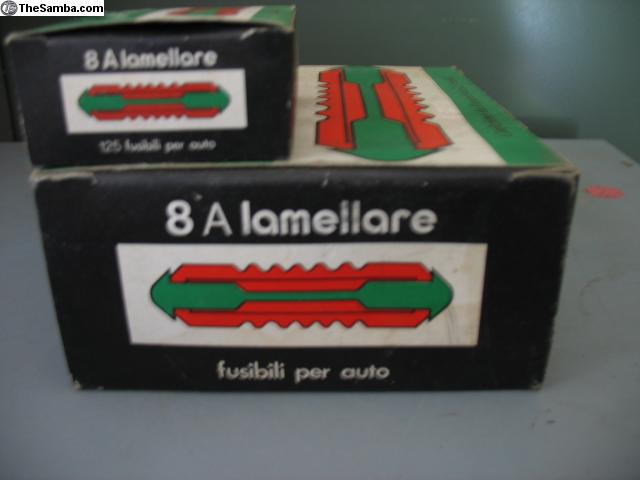 TheSamba.com
8 A lamellare
125 fusibili per auto
8 A lamellare
fusibili per auto